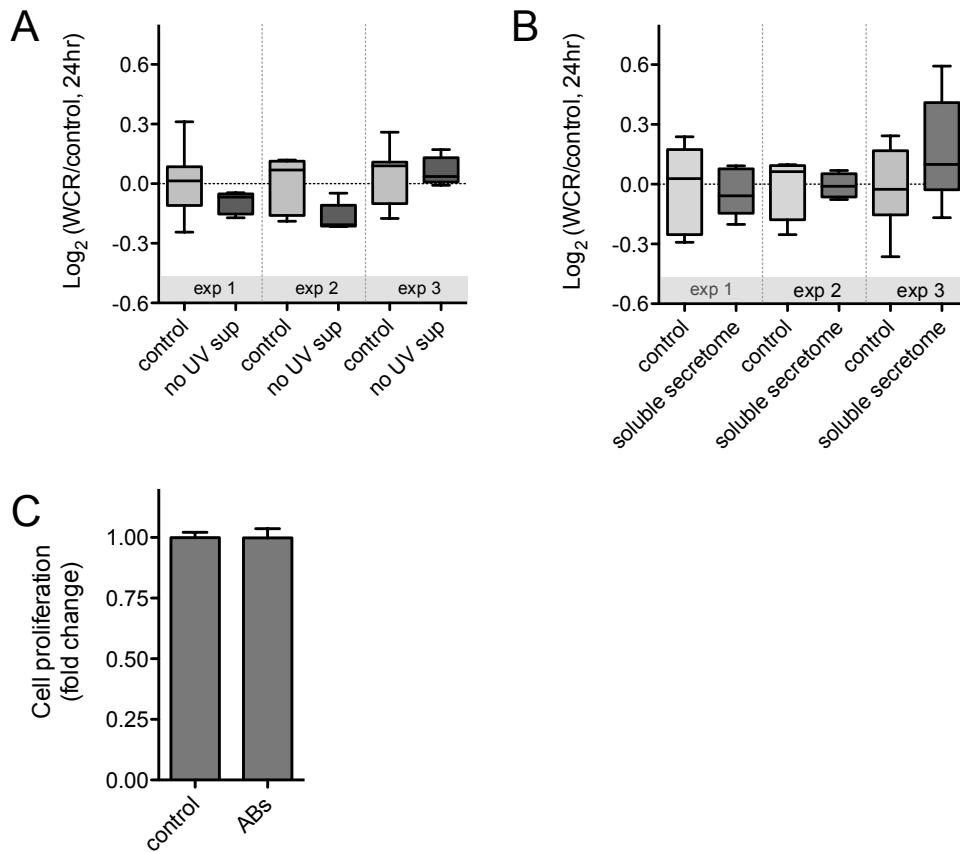 A
Log2 (WCR/control, 24hr)
0.6
0.3
0.0
-0.3
-0.6
exp 1
exp 2
exp 3
control
no UV sup
control
no UV sup
control
no UV sup
B
Log2 (WCR/control, 24hr)
0.6
0.3
0.0
-0.3
-0.6
exp 1
exp 2
exp 3
control
soluble secretome
control
soluble secretome
control
soluble secretome
C
Cell proliferation
(fold change)
1.00
0.75
0.50
0.25
0.00
control
ABs